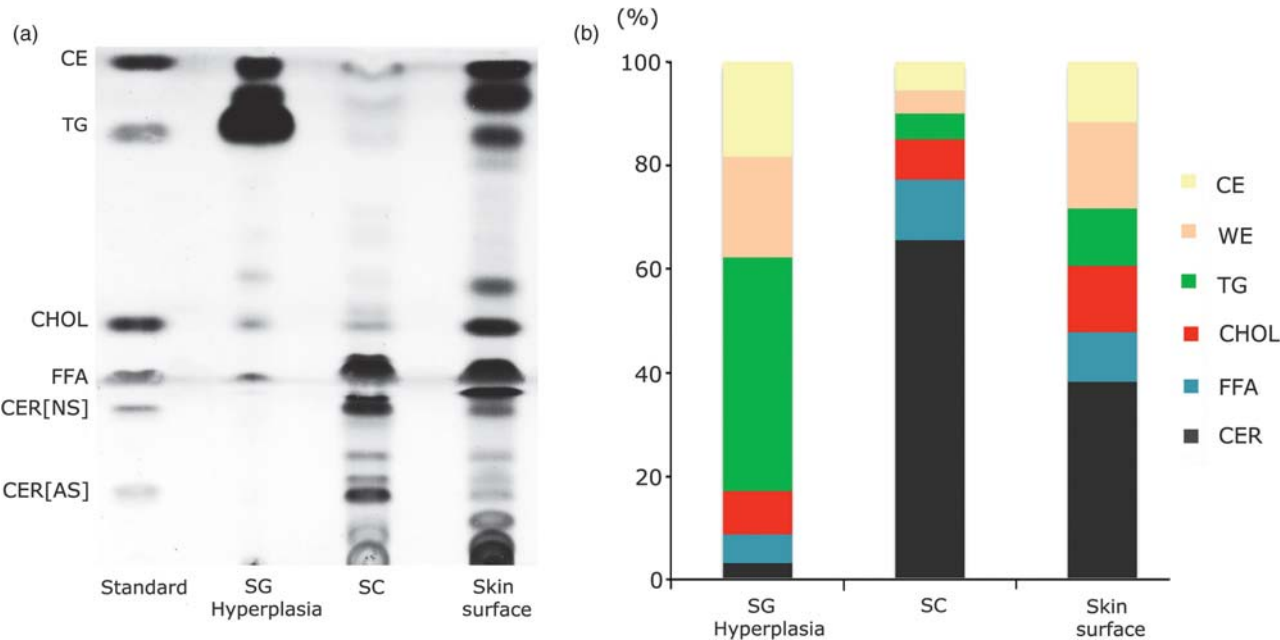 (a)
CE
TG
CHOL
FFA
CER[NS]
CER[AS]
Standard
SG
Hyperplasia
SC
Skin
surface
(b)
(%)
100
80
60
40
20
0
SG
Hyperplasia
SC
Skin
surface
CE
WE
TG
CHOL
FFA
CER